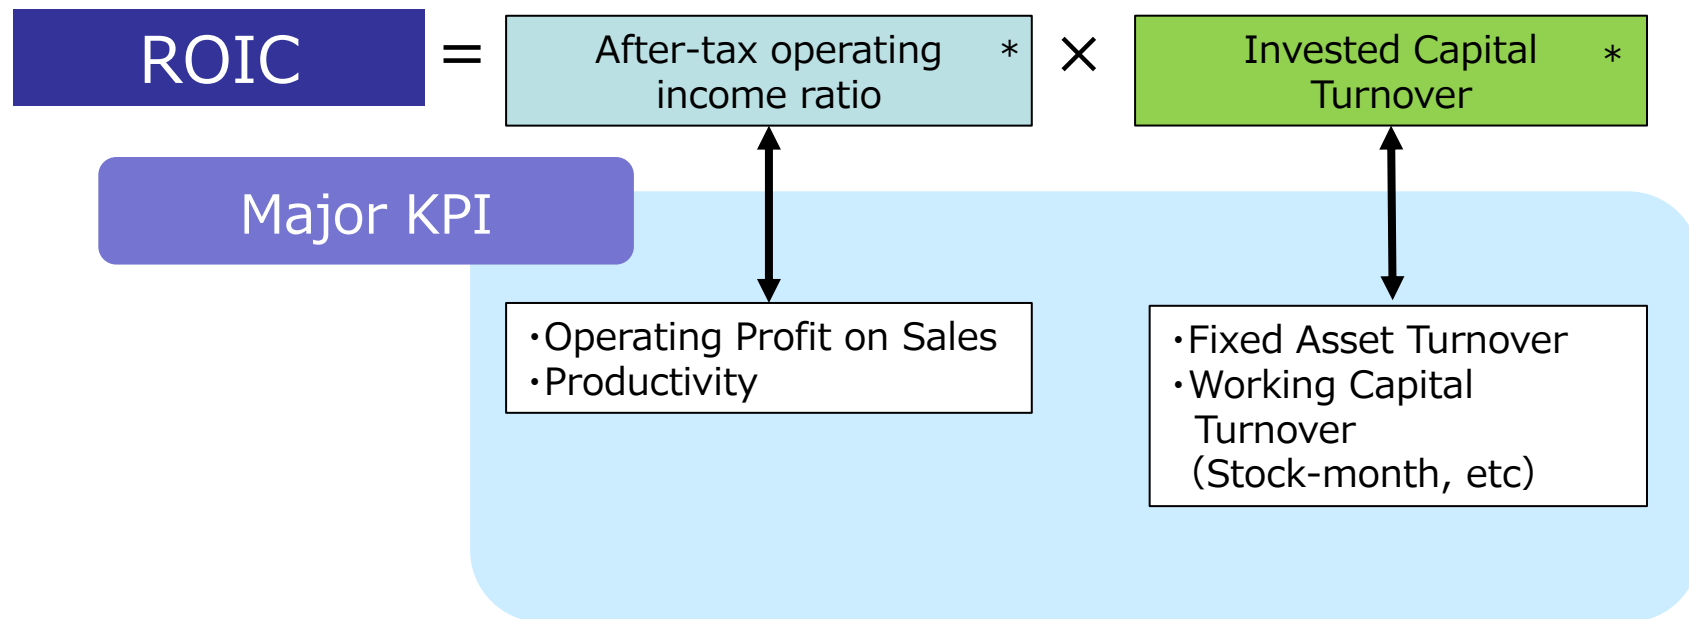 ROIC = After-tax operating * × Invested Capital *
income ratio Turnover
Major KPI
・Operating Profit on Sales
・Productivity
・Fixed Asset Turnover
・Working Capital
Turnover
(Stock-month, etc)